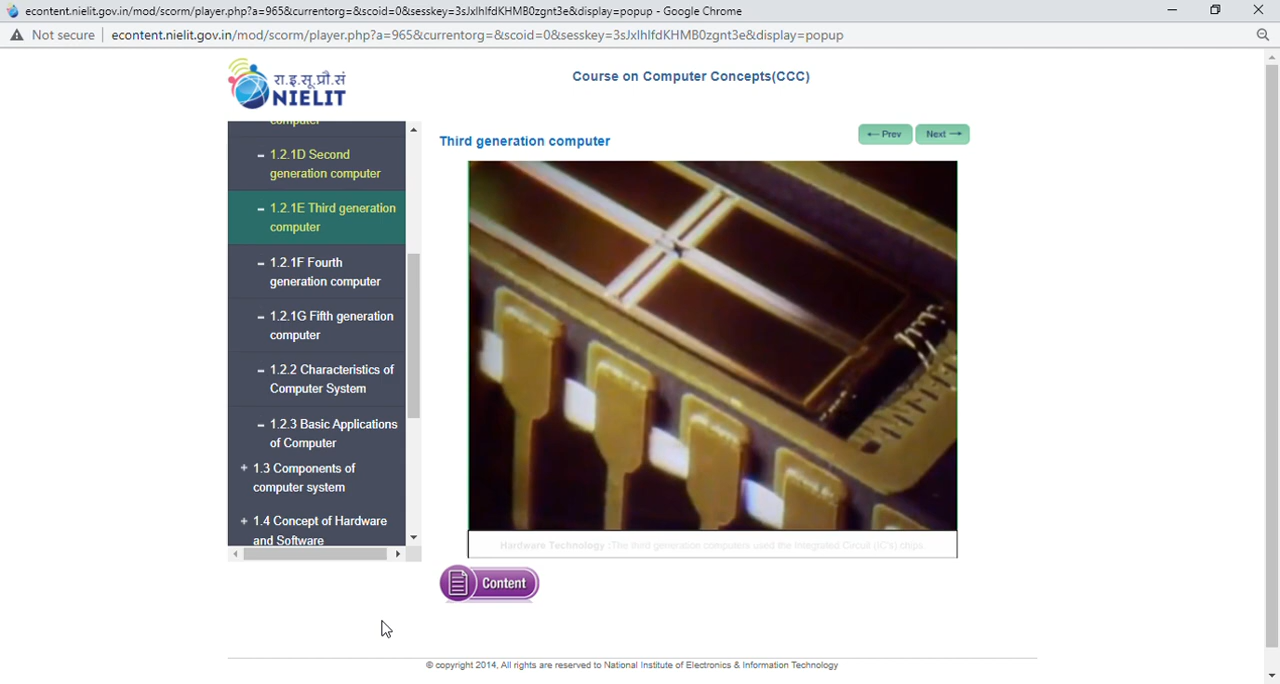 econtent.nielit.gov.in/mod/scorm/player.php?a=965&currentorg=&scoid=0&sesskey=3sJxlhlfdKHMB0zgnt3e&display=popup - Google Chrome
Not secure | econtent.nielit.gov.in/mod/scorm/player.php?a=965&currentorg=&scoid=0&sesskey=3sJxlhlfdKHMB0zgnt3e&display=popup
रा.इ.सू.प्रौ.सं
NIELIT
Course on Computer Concepts(CCC)
computer
1.2.1D Second
generation computer
1.2.1E Third generation
computer
1.2.1F Fourth
generation computer
1.2.1G Fifth generation
computer
1.2.2 Characteristics of
Computer System
1.2.3 Basic Applications
of Computer
1.3 Components of
computer system
1.4 Concept of Hardware
and Software
Third generation computer
← Prev
Next →
Hardware Technology :The third generation computers used the Integrated Circuit (IC's) chips.
Content
© copyright 2014, All rights are reserved to National Institute of Electronics & Information Technology